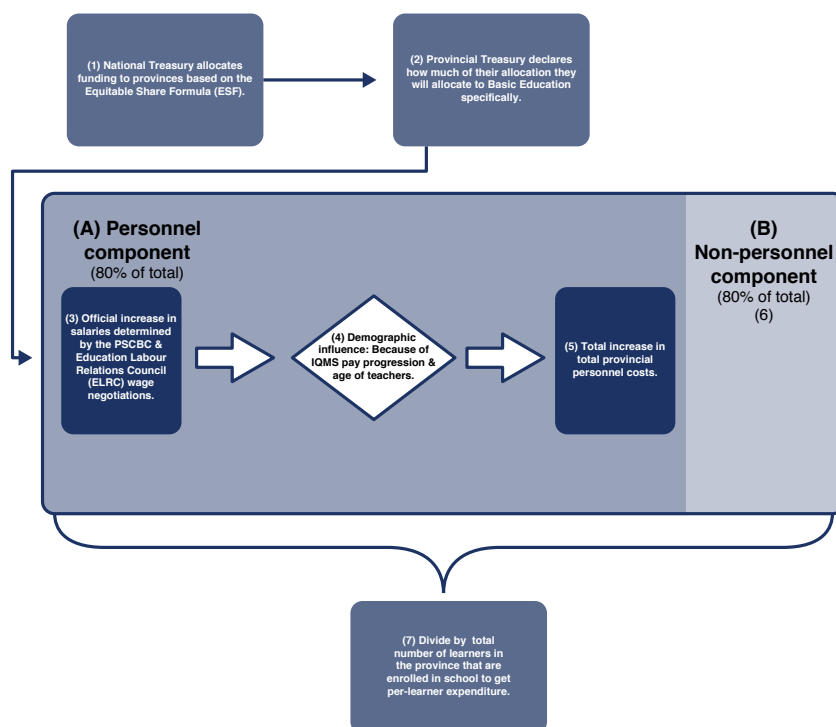 (1) National Treasury allocates
funding to provinces based on the
Equitable Share Formula (ESF).
(2) Provincial Treasury declares
how much of their allocation they
will allocate to Basic Education
specifically.
(A) Personnel
component
(80% of total)
(B)
Non-personnel
component
(80% of total)
(6)
(3) Official increase in
salaries determined
by the PSCBC &
Education Labour
Relations Council
(ELRC) wage
negotiations.
(4) Demographic
influence: Because of
IQMS pay progression &
age of teachers.
(5) Total increase in
total provincial
personnel costs.
(7) Divide by total
number of learners in
the province that are
enrolled in school to get
per-learner expenditure.